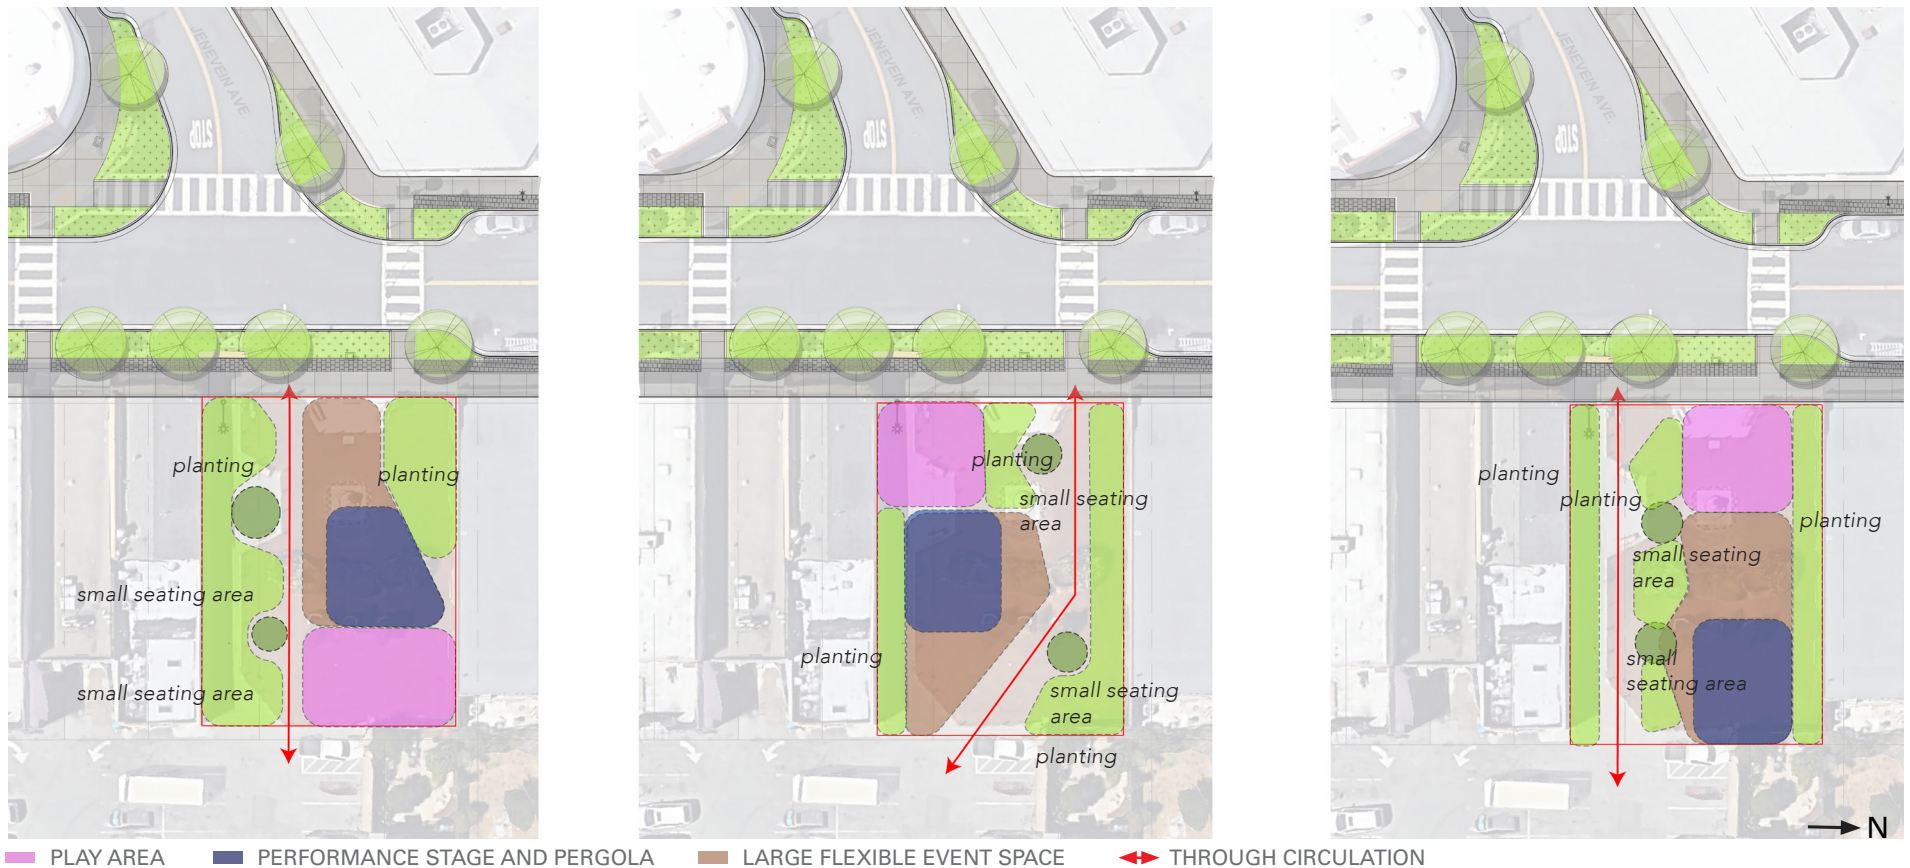 JENEVEIN AVE
STOP
planting
planting
small seating area
small seating area
JENEVEIN AVE
STOP
planting
small seating
area
planting
small seating
area
planting
JENEVEIN AVE
STOP
planting
planting
planting
small seating
area
small
seating area
N
PLAY AREA
PERFORMANCE STAGE AND PERGOLA
LARGE FLEXIBLE EVENT SPACE
THROUGH CIRCULATION